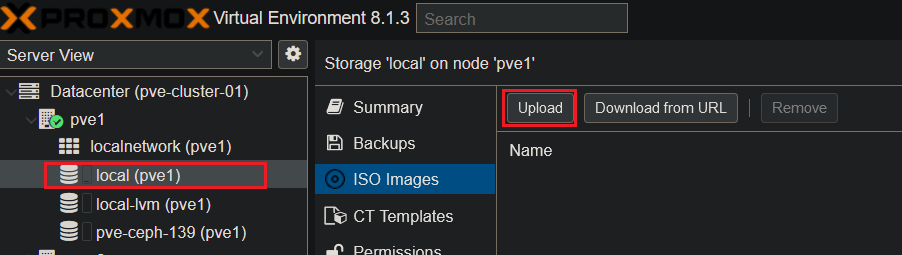 PROXMOX Virtual Environment 8.1.3 Search
Server View
Storage 'local' on node 'pve1'
Datacenter (pve-cluster-01)
pve1
localnetwork (pve1)
local (pve1)
local-lvm (pve1)
pve-ceph-139 (pve1)
Summary
Backups
ISO Images
CT Templates
Permissions
Upload Download from URL Remove
Name